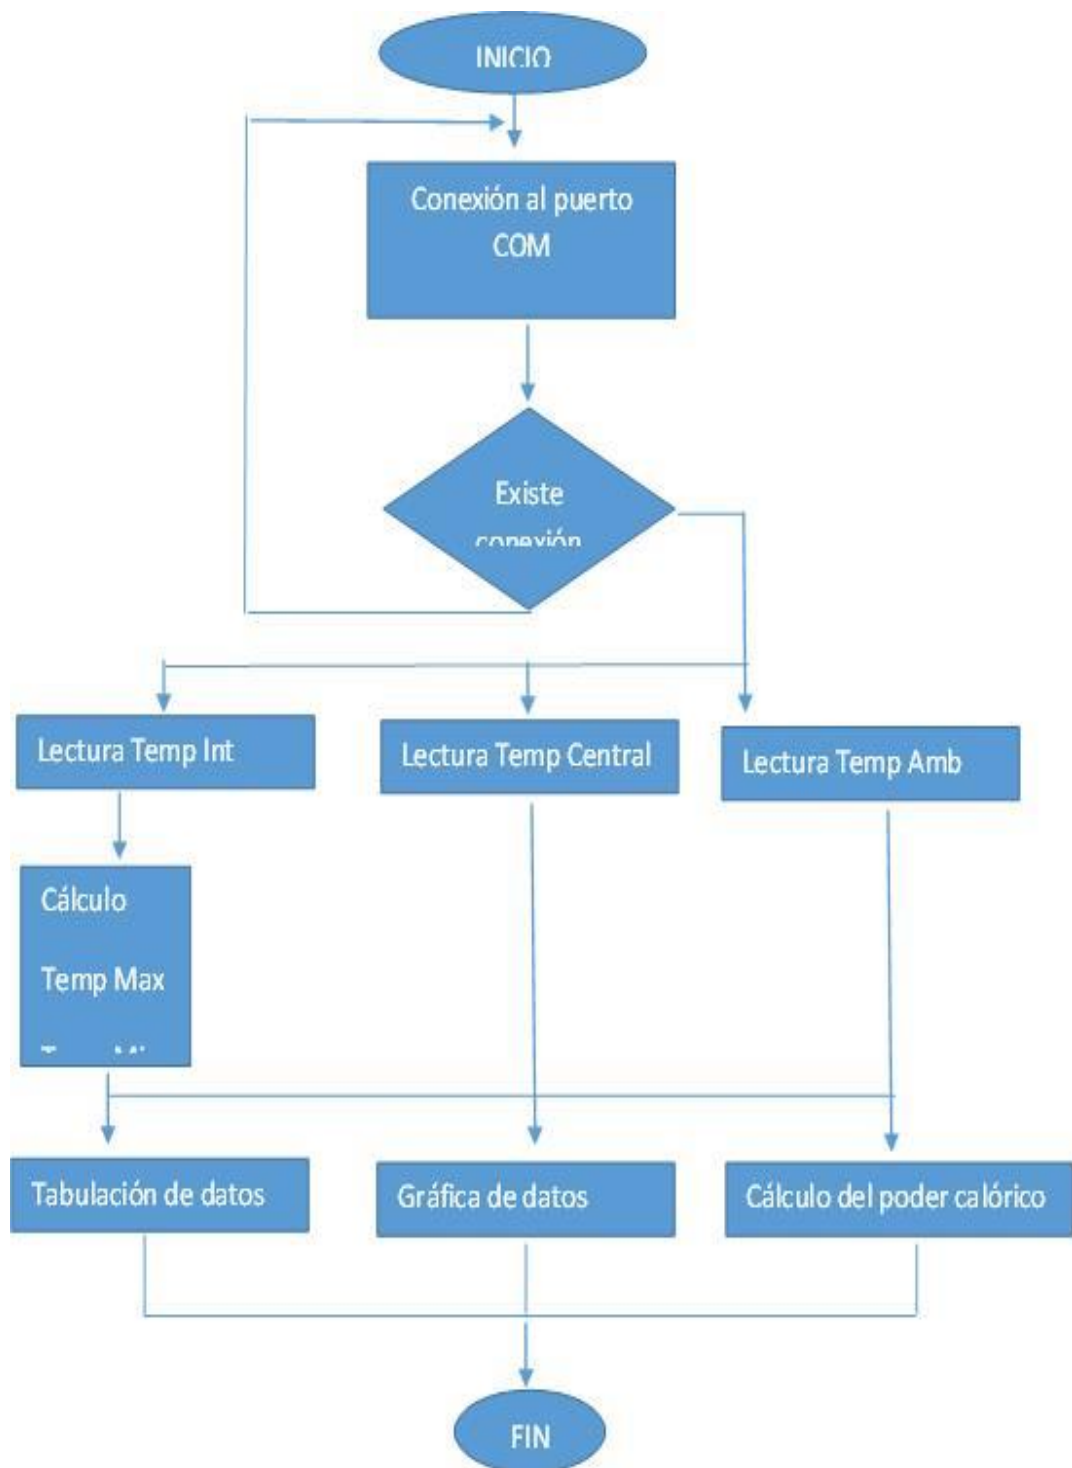 INICIO
Conexión al puerto
COM
Existe
conexión
Lectura Temp Int
Lectura Temp Central
Lectura Temp Amb
Cálculo
Temp Max
Tabulación de datos
Gráfica de datos
Cálculo del poder calórico
FIN